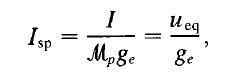 I_sp = I / (ℳ_p g_e) = u_eq / g_e,